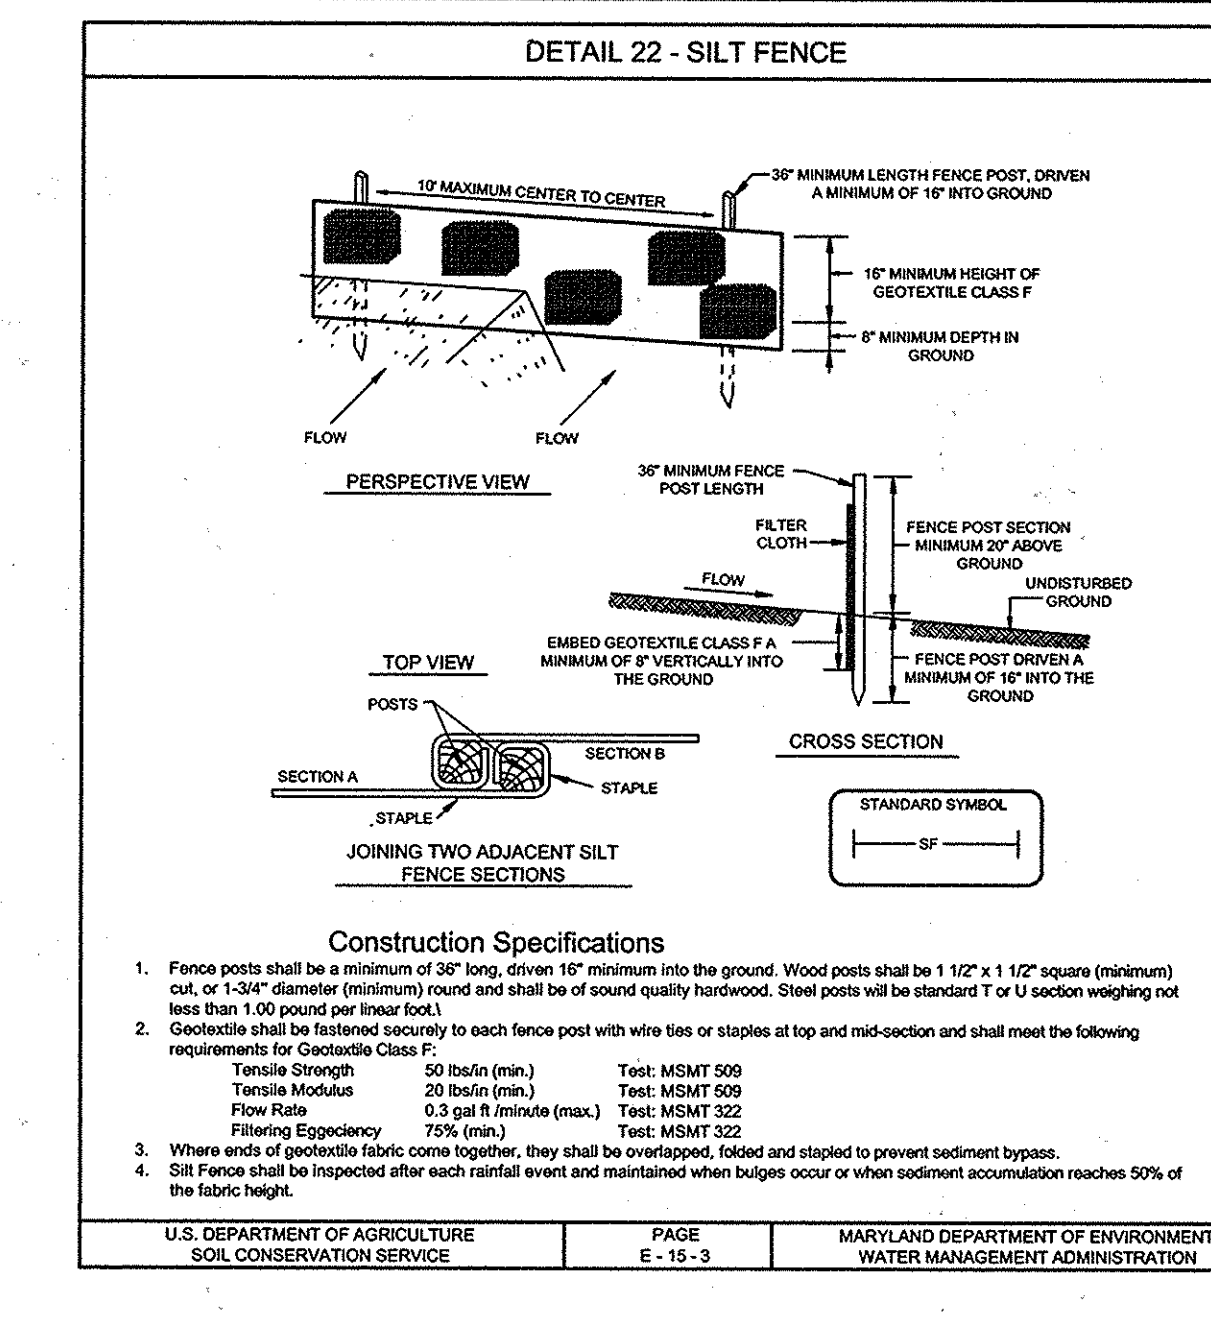 DETAIL 22 - SILT FENCE
10' MAXIMUM CENTER TO CENTER
36" MINIMUM LENGTH FENCE POST, DRIVEN
A MINIMUM OF 16" INTO GROUND
16" MINIMUM HEIGHT OF
GEOTEXTILE CLASS F
8" MINIMUM DEPTH IN
GROUND
FLOW
FLOW
PERSPECTIVE VIEW
36" MINIMUM FENCE
POST LENGTH
FILTER
CLOTH
FENCE POST SECTION
MINIMUM 20" ABOVE
GROUND
FLOW
UNDISTURBED
GROUND
EMBED GEOTEXTILE CLASS F A
MINIMUM OF 8" VERTICALLY INTO
THE GROUND
FENCE POST DRIVEN A
MINIMUM OF 16" INTO THE
GROUND
CROSS SECTION
TOP VIEW
POSTS
SECTION B
SECTION A
STAPLE
STAPLE
JOINING TWO ADJACENT SILT
FENCE SECTIONS
STANDARD SYMBOL
SF
Construction Specifications
1. Fence posts shall be a minimum of 36" long, driven 16" minimum into the ground. Wood posts shall be 1 1/2" x 1 1/2" square (minimum)
cut, or 1-3/4" diameter (minimum) round and shall be of sound quality hardwood. Steel posts will be standard T or U section weighing not
less than 1.00 pound per linear foot.\
2. Geotextile shall be fastened securely to each fence post with wire ties or staples at top and mid-section and shall meet the following
requirements for Geotextile Class F:
Tensile Strength 50 lbs/in (min.) Test: MSMT 509
Tensile Modulus 20 lbs/in (min.) Test: MSMT 509
Flow Rate 0.3 gal ft /minute (max.) Test: MSMT 322
Filtering Eggeciency 75% (min.) Test: MSMT 322
3. Where ends of geotextile fabric come together, they shall be overlapped, folded and stapled to prevent sediment bypass.
4. Silt Fence shall be inspected after each rainfall event and maintained when bulges occur or when sediment accumulation reaches 50% of
the fabric height.
U.S. DEPARTMENT OF AGRICULTURE
SOIL CONSERVATION SERVICE
PAGE
E - 15 - 3
MARYLAND DEPARTMENT OF ENVIRONMENT
WATER MANAGEMENT ADMINISTRATION